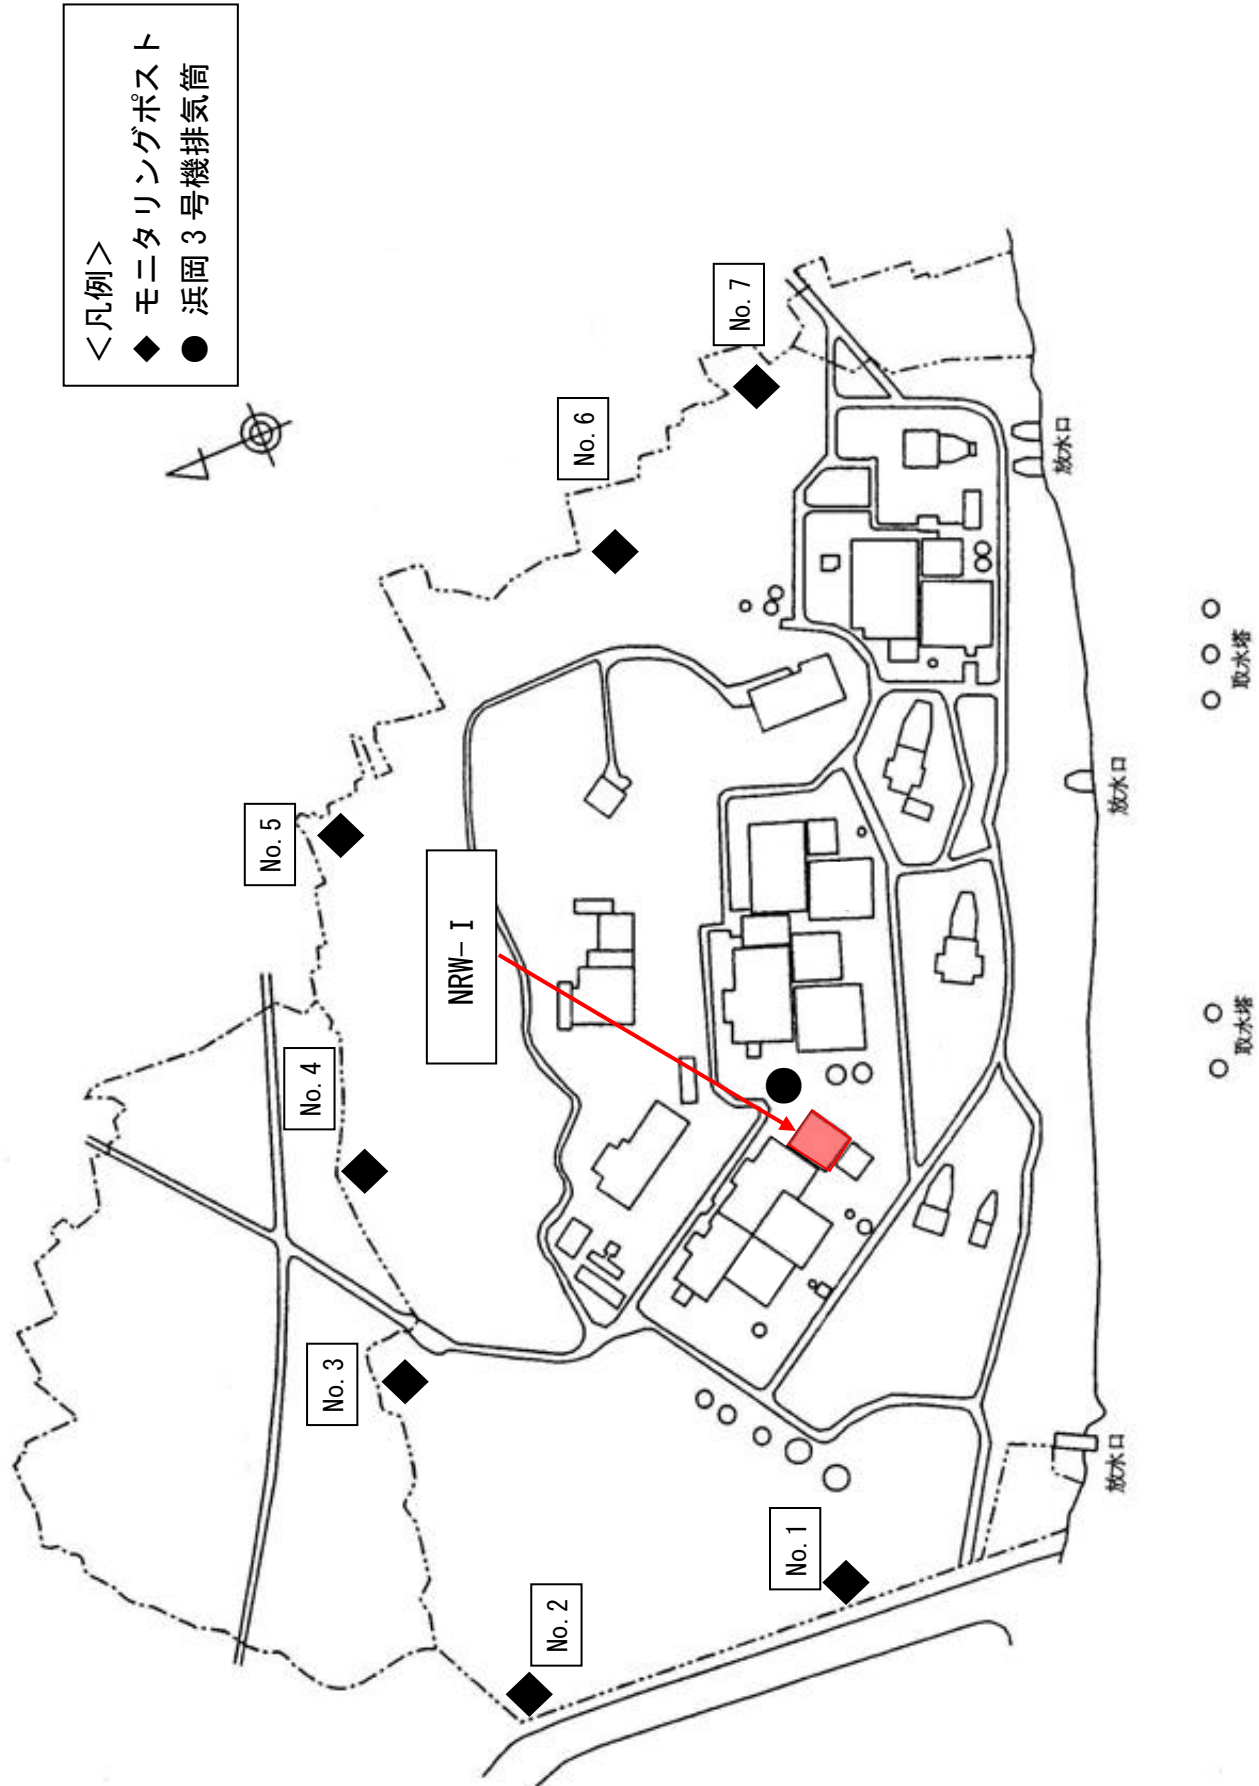 ＜凡例＞
◆ モニタリングポスト
● 浜岡３号機排気筒
No. 1
No. 2
No. 3
No. 4
No. 5
No. 6
No. 7
NRW-Ⅰ
放水口
放水口
放水口
取水塔
取水塔